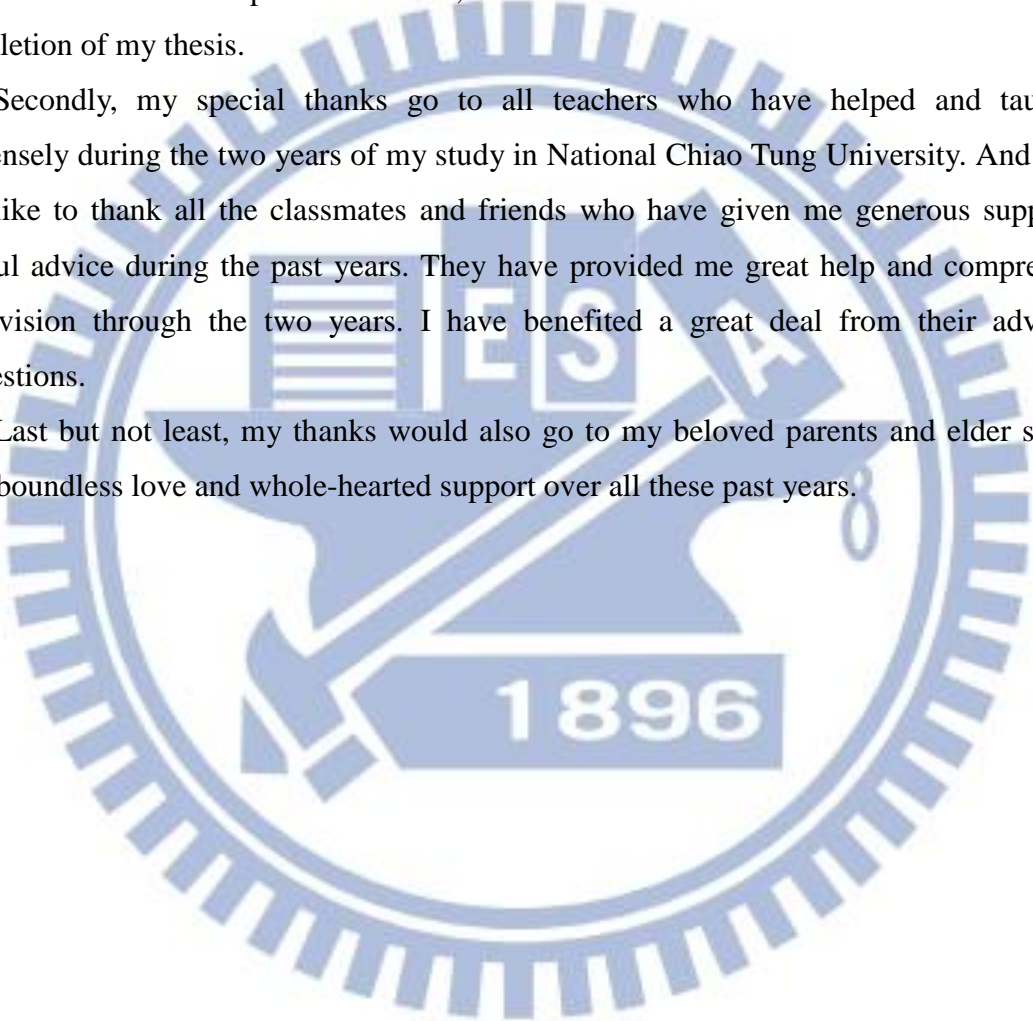 letion of my thesis.
Secondly, my special thanks go to all teachers who have helped and tau
ensely during the two years of my study in National Chiao Tung University. And
like to thank all the classmates and friends who have given me generous supp
ul advice during the past years. They have provided me great help and compre
vision through the two years. I have benefited a great deal from their adv
estions.
Last but not least, my thanks would also go to my beloved parents and elder s
boundless love and whole-hearted support over all these past years.
E S A
1896